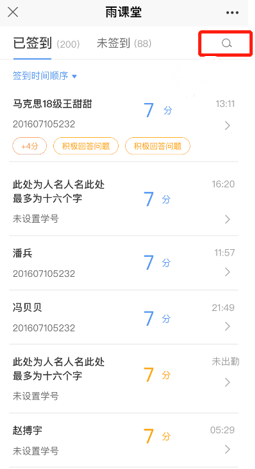 雨课堂
已签到 (200) 未签到 (88)
签到时间顺序
马克思18级王甜甜 7 分 13:11
201607105232
+4分 积极回答问题 积极回答问题
此处为人名人名此处 7 分 16:20
最多为十六个字
未设置学号
潘兵 7 分 11:57
201607105232
冯贝贝 7 分 21:49
201607105232
此处为人名人名此处 7 分 未出勤
最多为十六个字
未设置学号
赵搏宇 7 分 05:29
未设置学号